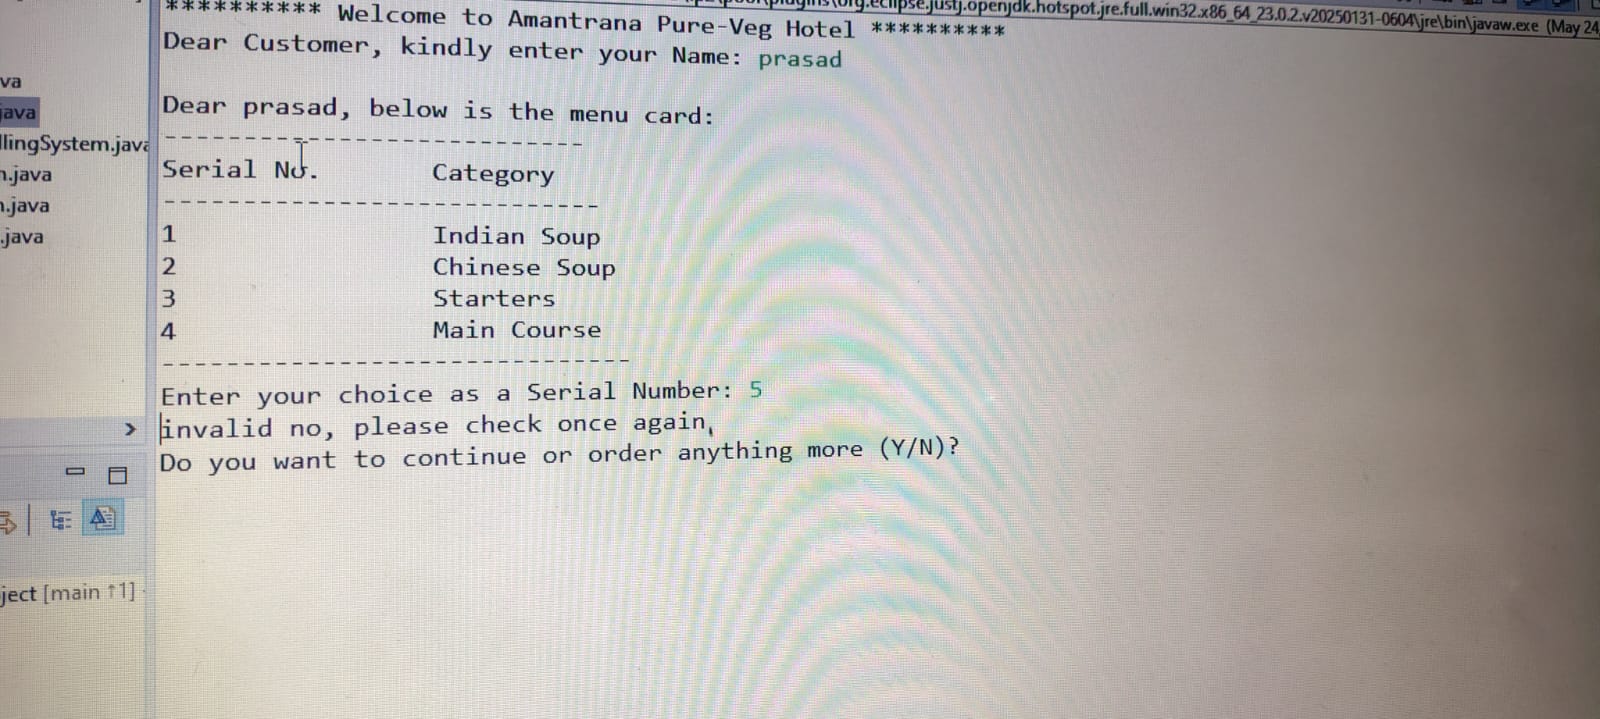 org.eclipse.justj.openjdk.hotspot.jre.full.win32.x86_64_23.0.2.v20250131-0604\jre\bin\javaw.exe (May 24
********** Welcome to Amantrana Pure-Veg Hotel **********
Dear Customer, kindly enter your Name: prasad
Dear prasad, below is the menu card:
------------------------------
Serial No. Category
------------------------------
1 Indian Soup
2 Chinese Soup
3 Starters
4 Main Course
------------------------------
Enter your choice as a Serial Number: 5
invalid no, please check once again,
Do you want to continue or order anything more (Y/N)?
va
java
llingSystem.java
n.java
n.java
.java
ject [main ↑1]